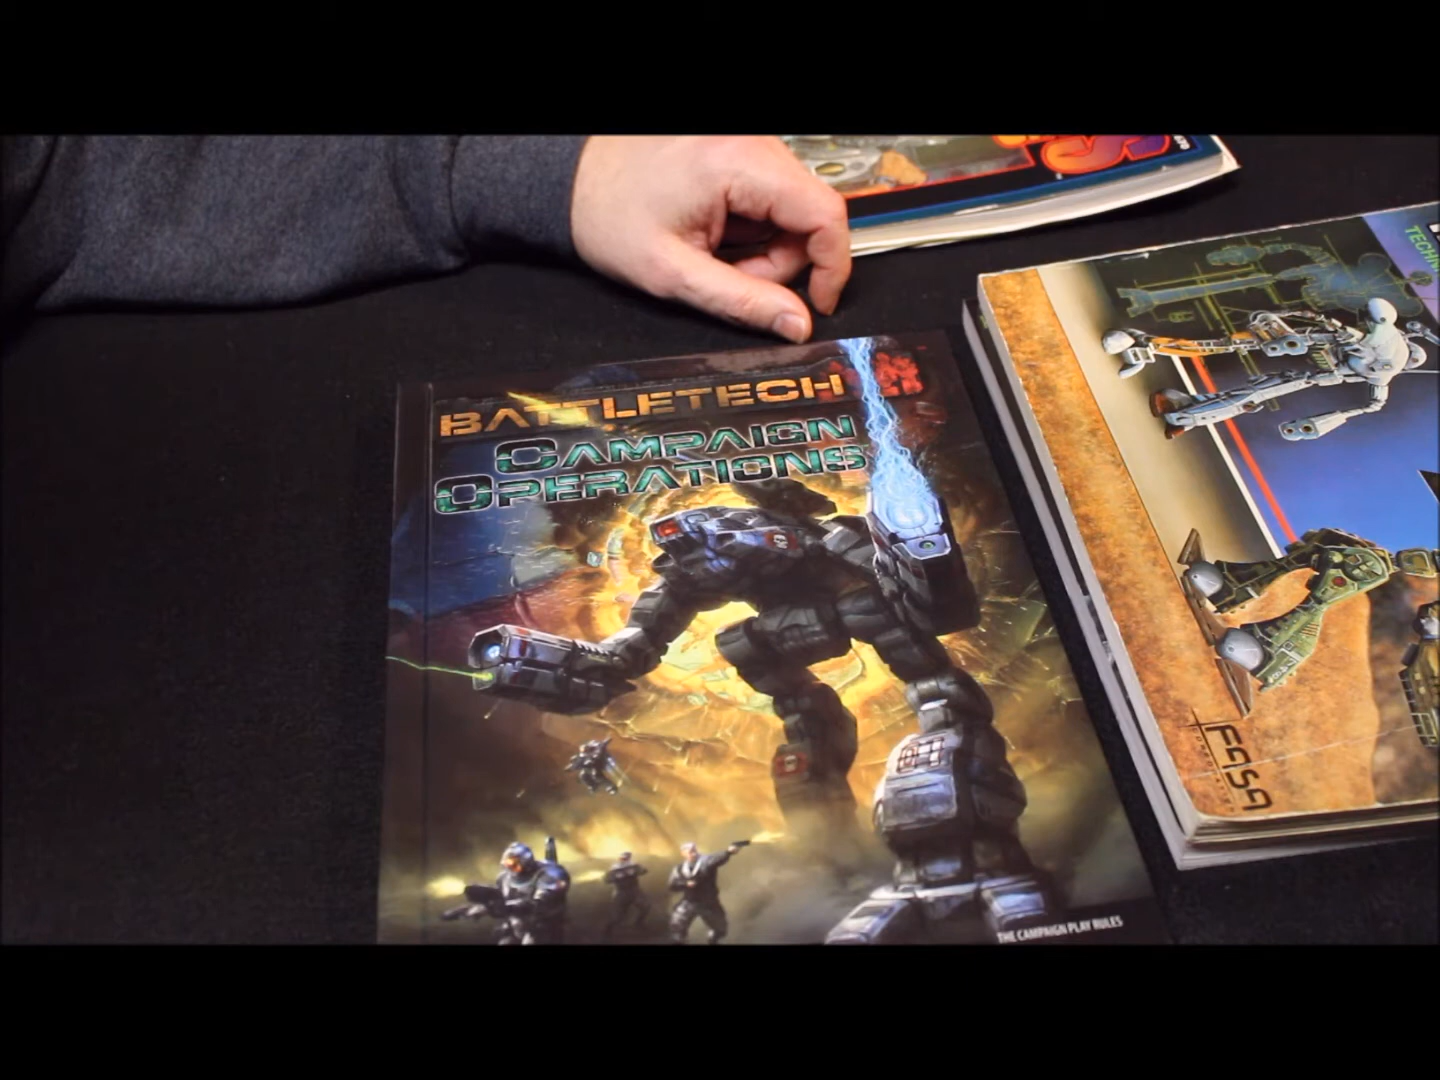 BATTLETECH
CAMPAIGN
OPERATIONS
THE CAMPAIGN PLAY RULES
FASA